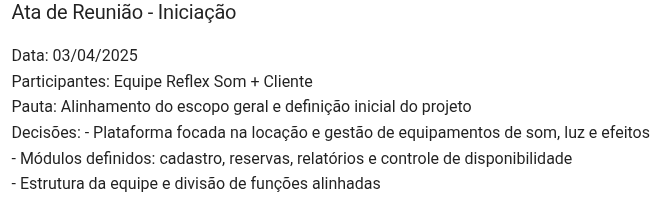 Ata de Reunião - Iniciação
Data: 03/04/2025
Participantes: Equipe Reflex Som + Cliente
Pauta: Alinhamento do escopo geral e definição inicial do projeto
Decisões: - Plataforma focada na locação e gestão de equipamentos de som, luz e efeitos
- Módulos definidos: cadastro, reservas, relatórios e controle de disponibilidade
- Estrutura da equipe e divisão de funções alinhadas